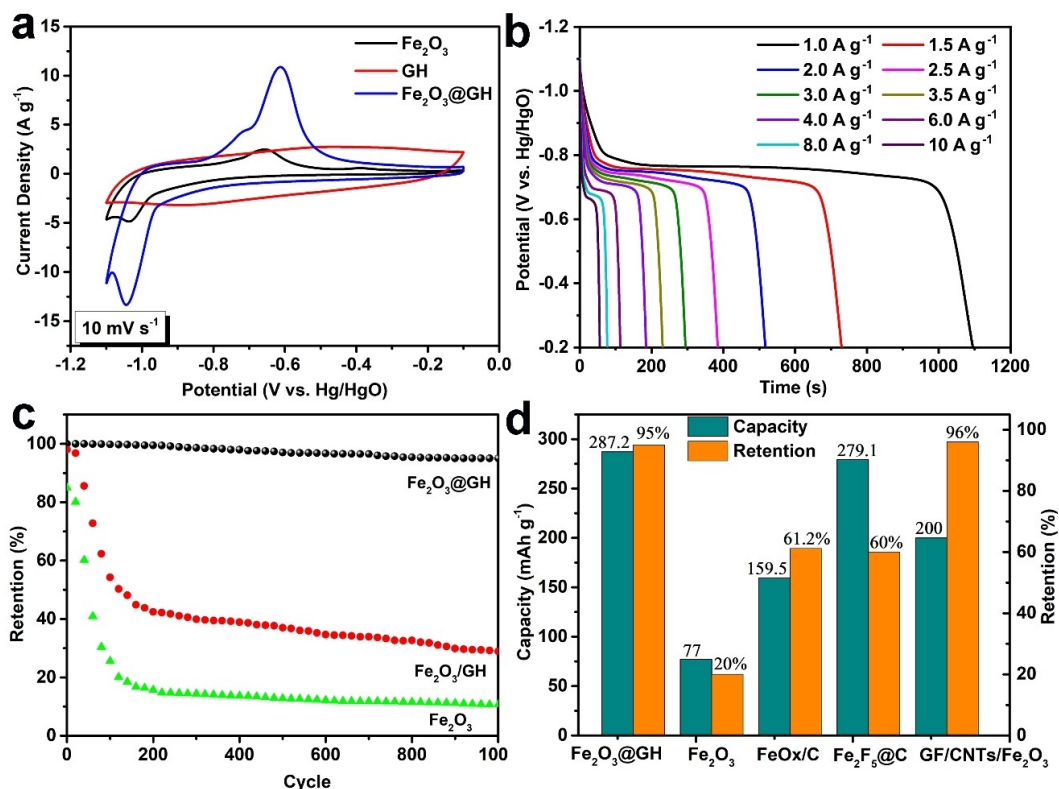 a
Current Density (A g⁻¹)
15
10
5
0
-5
-10
-15
Fe₂O₃
GH
Fe₂O₃@GH
10 mV s⁻¹
-1.2 -1.0 -0.8 -0.6 -0.4 -0.2 0.0
Potential (V vs. Hg/HgO)
b
Potential (V vs. Hg/HgO)
-1.2
-1.0
-0.8
-0.6
-0.4
-0.2
1.0 A g⁻¹ 1.5 A g⁻¹
2.0 A g⁻¹ 2.5 A g⁻¹
3.0 A g⁻¹ 3.5 A g⁻¹
4.0 A g⁻¹ 6.0 A g⁻¹
8.0 A g⁻¹ 10 A g⁻¹
0 200 400 600 800 1000 1200
Time (s)
c
Retention (%)
100
80
60
40
20
0
Fe₂O₃@GH
Fe₂O₃/GH
Fe₂O₃
0 200 400 600 800 1000
Cycle
d
Capacity (mAh g⁻¹)
300
250
200
150
100
50
0
Capacity
Retention
287.2 95%
77 20%
159.5 61.2%
279.1 60%
200 96%
100
80
60
40
20
0
Retention (%)
Fe₂O₃@GH Fe₂O₃ FeOx/C Fe₂F₅@C GF/CNTs/Fe₂O₃